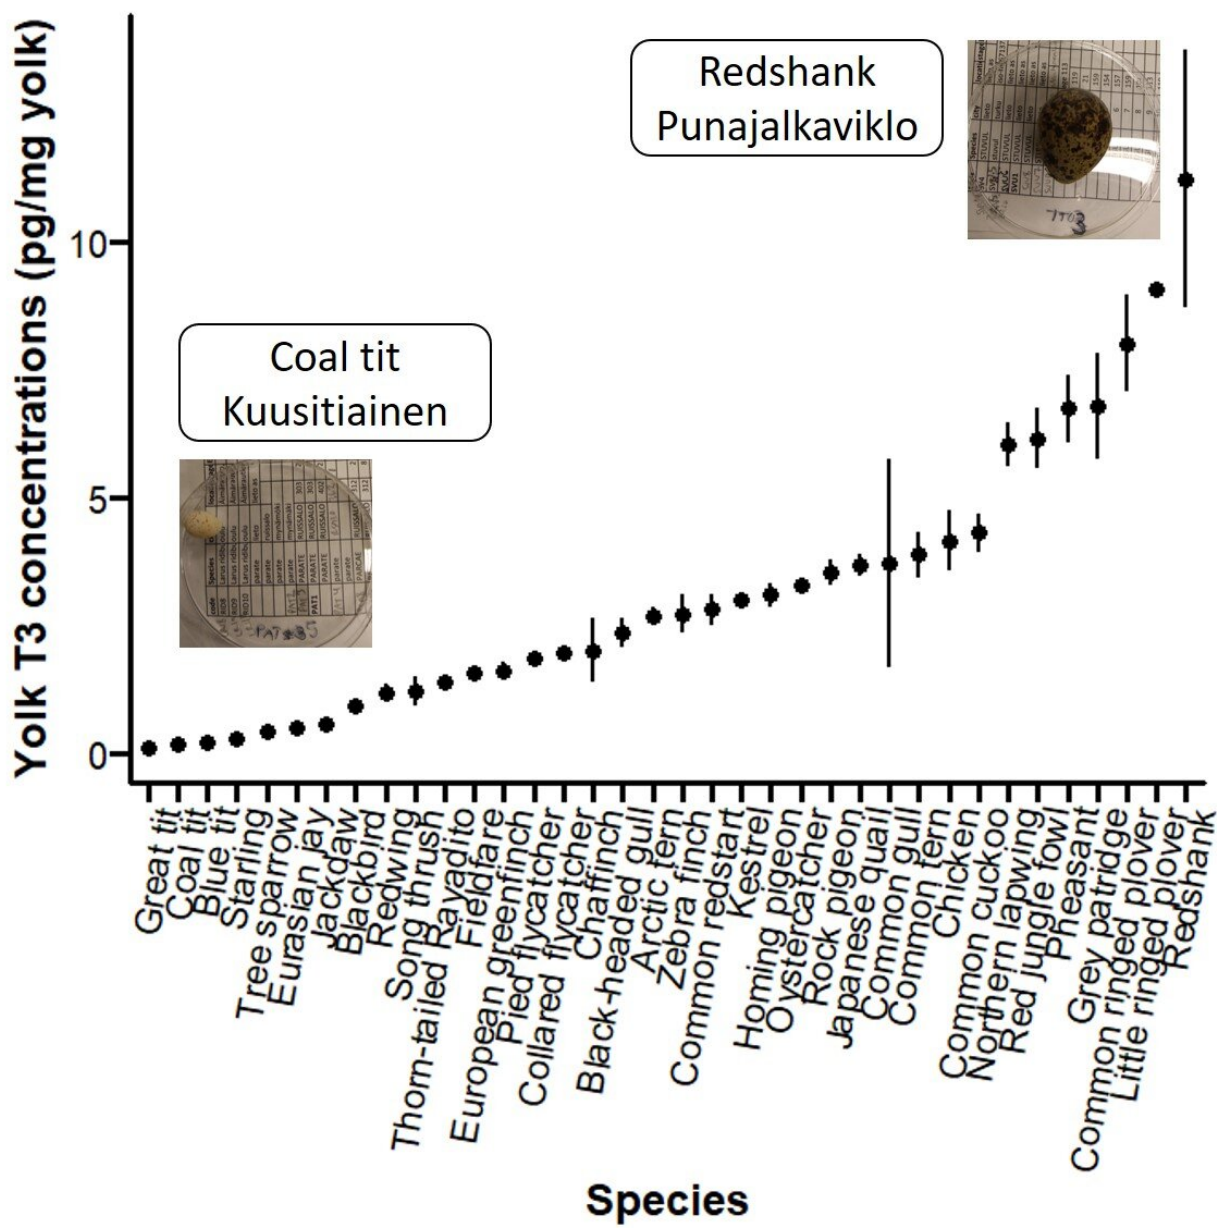 Yolk T3 concentrations (pg/mg yolk)
10
5
0
Redshank
Punajalkaviklo
Coal tit
Kuusitiainen
Great tit
Coal tit
Blue tit
Starling
Tree sparrow
Eurasian jay
Jackdaw
Blackbird
Redwing
Song thrush
Thorn-tailed Rayadito
Fieldfare
European greenfinch
Pied flycatcher
Collared flycatcher
Chaffinch
Black-headed gull
Arctic tern
Zebra finch
Common redstart
Kestrel
Homing pigeon
Oystercatcher
Rock pigeon
Japanese quail
Common gull
Common tern
Chicken
Common cuckoo
Northern lapwing
Red jungle fowl
Pheasant
Grey patridge
Common ringed plover
Little ringed plover
Redshank
Species